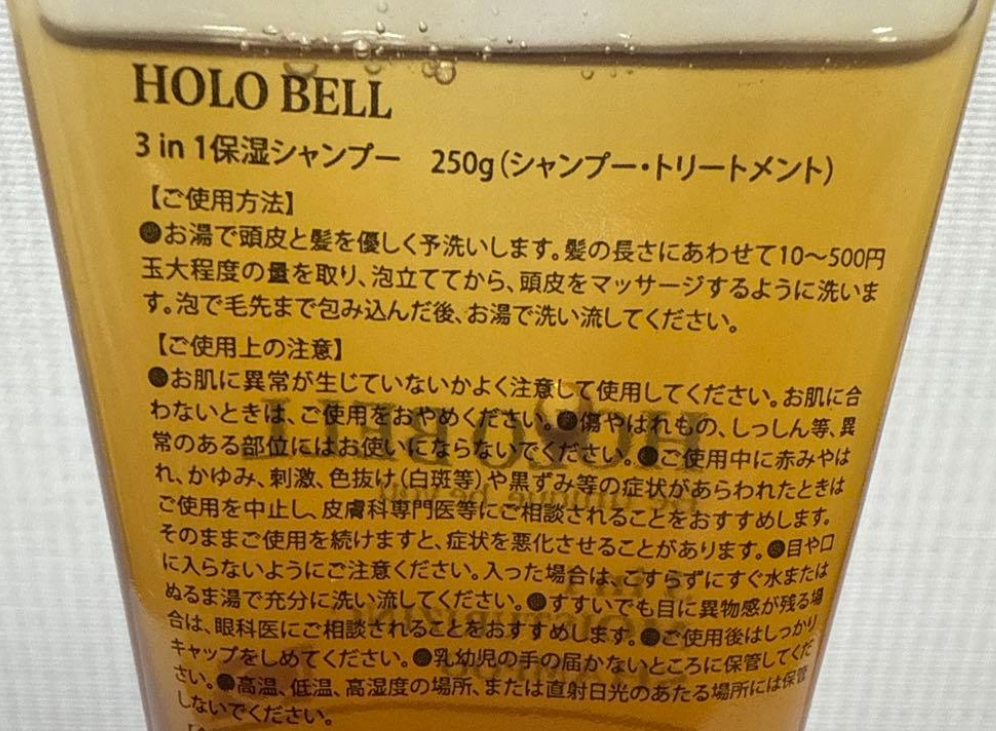 HOLO BELL
3 in 1保湿シャンプー 250g(シャンプー・トリートメント)
【ご使用方法】
●お湯で頭皮と髪を優しく予洗いします。髪の長さにあわせて10〜500円
玉大程度の量を取り、泡立ててから、頭皮をマッサージするように洗いま
す。泡で毛先まで包み込んだ後、お湯で洗い流してください。
【ご使用上の注意】
●お肌に異常が生じていないかよく注意して使用してください。お肌に合
わないときは、ご使用をおやめください。●傷やはれもの、しっしん等、異
常のある部位にはお使いにならないでください。●ご使用中に赤みやは
れ、かゆみ、刺激、色抜け(白斑等)や黒ずみ等の症状があらわれたときは
ご使用を中止し、皮膚科専門医等にご相談されることをおすすめします。
そのままご使用を続けますと、症状を悪化させることがあります。●目や口
に入らないようにご注意ください。入った場合は、こすらずにすぐ水または
ぬるま湯で充分に洗い流してください。●すすいでも目に異物感が残る場
合は、眼科医にご相談されることをおすすめします。●ご使用後はしっかり
キャップをしめてください。●乳幼児の手の届かないところに保管してくだ
さい。●高温、低温、高湿度の場所、または直射日光のあたる場所には保管
しないでください。